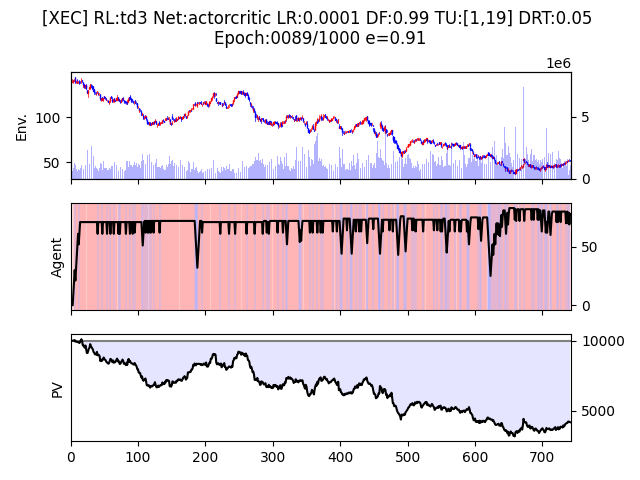 [XEC] RL:td3 Net:actorcritic LR:0.0001 DF:0.99 TU:[1,19] DRT:0.05
Epoch:0089/1000 e=0.91
1e6
Env.
100
50
5
0
Agent
50
0
PV
10000
5000
0 100 200 300 400 500 600 700